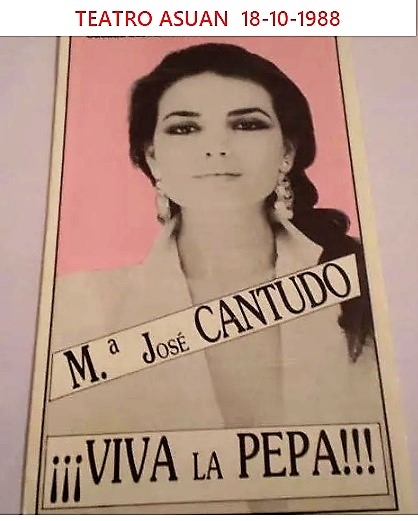 TEATRO ASUAN 18-10-1988
M.ª José CANTUDO
¡¡¡VIVA LA PEPA!!!